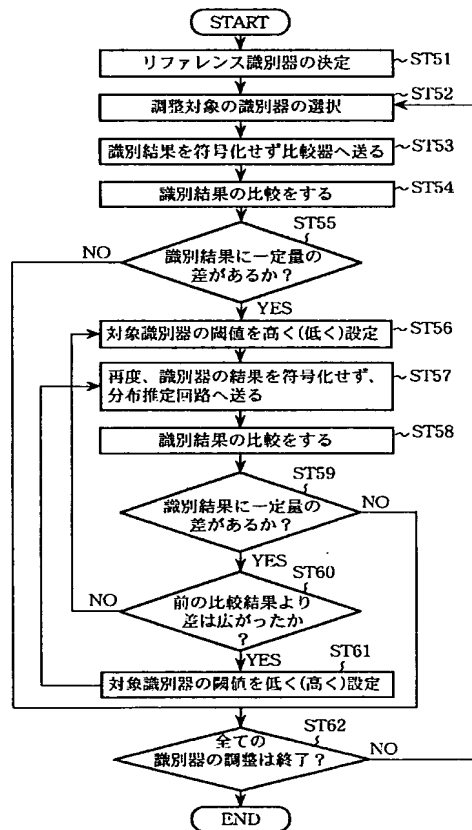 START
リファレンス識別器の決定
ST51
調整対象の識別器の選択
ST52
識別結果を符号化せず比較器へ送る
ST53
識別結果の比較をする
ST54
ST55
NO
識別結果に一定量の
差があるか？
YES
対象識別器の閾値を高く(低く)設定
ST56
再度、識別器の結果を符号化せず、
分布推定回路へ送る
ST57
識別結果の比較をする
ST58
ST59
識別結果に一定量の
差があるか？
NO
YES
ST60
NO
前の比較結果より
差は広がったか
？
YES
ST61
対象識別器の閾値を低く(高く)設定
ST62
全ての
識別器の調整は終了？
NO
YES
END